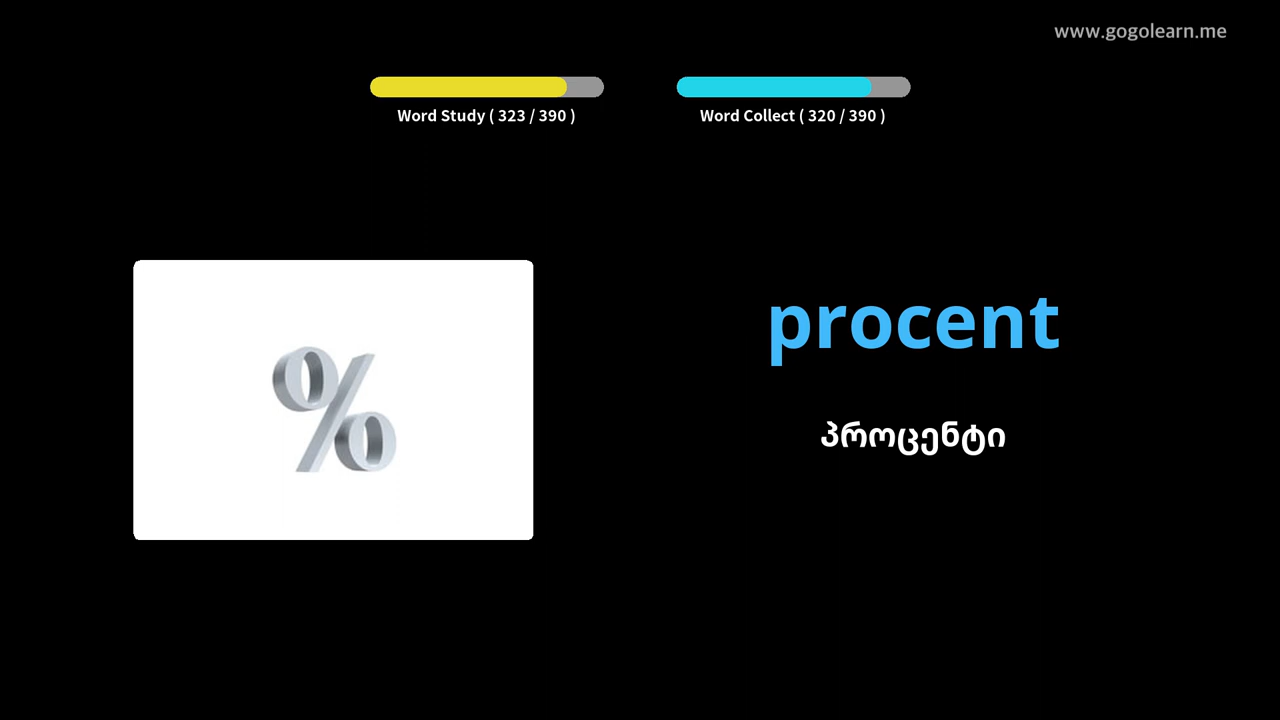 www.gogolearn.me
Word Study ( 323 / 390 )
Word Collect ( 320 / 390 )
%
procent
პროცენტი